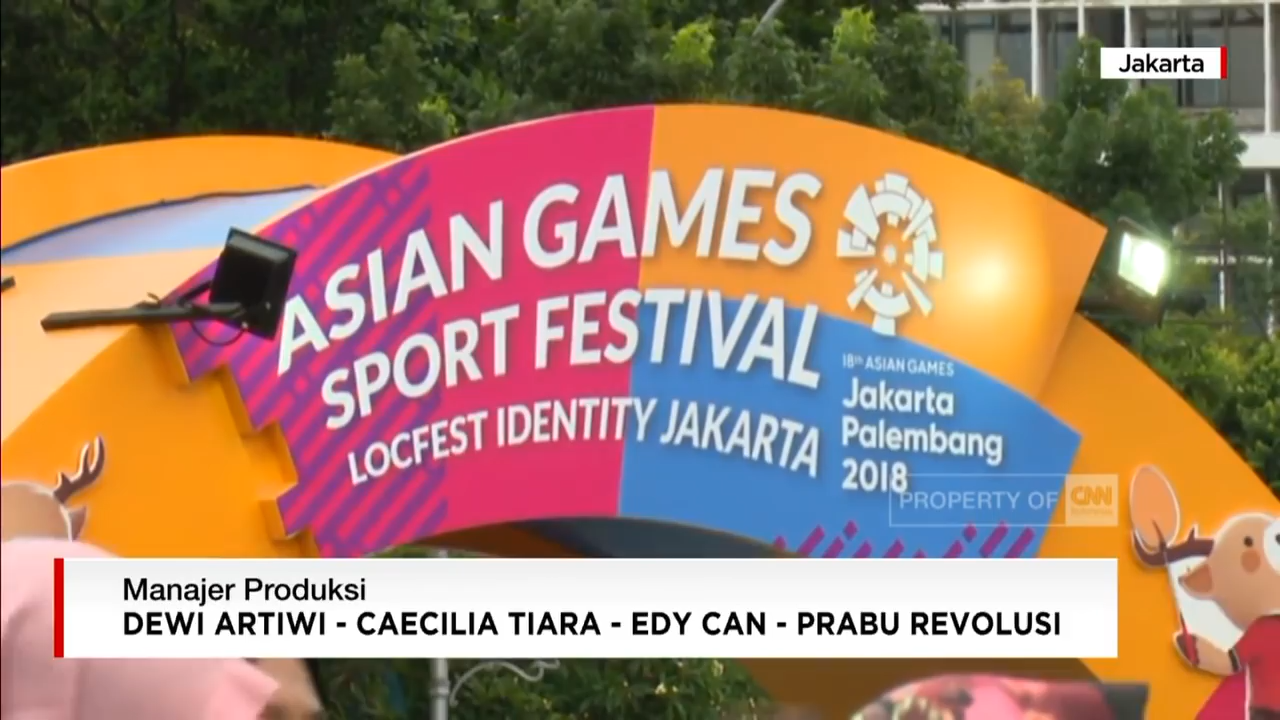 Jakarta
ASIAN GAMES
SPORT FESTIVAL
LOCFEST IDENTITY JAKARTA
18th ASIAN GAMES
Jakarta
Palembang
2018
PROPERTY OF CNN
Indonesia
Manajer Produksi
DEWI ARTIWI - CAECILIA TIARA - EDY CAN - PRABU REVOLUSI